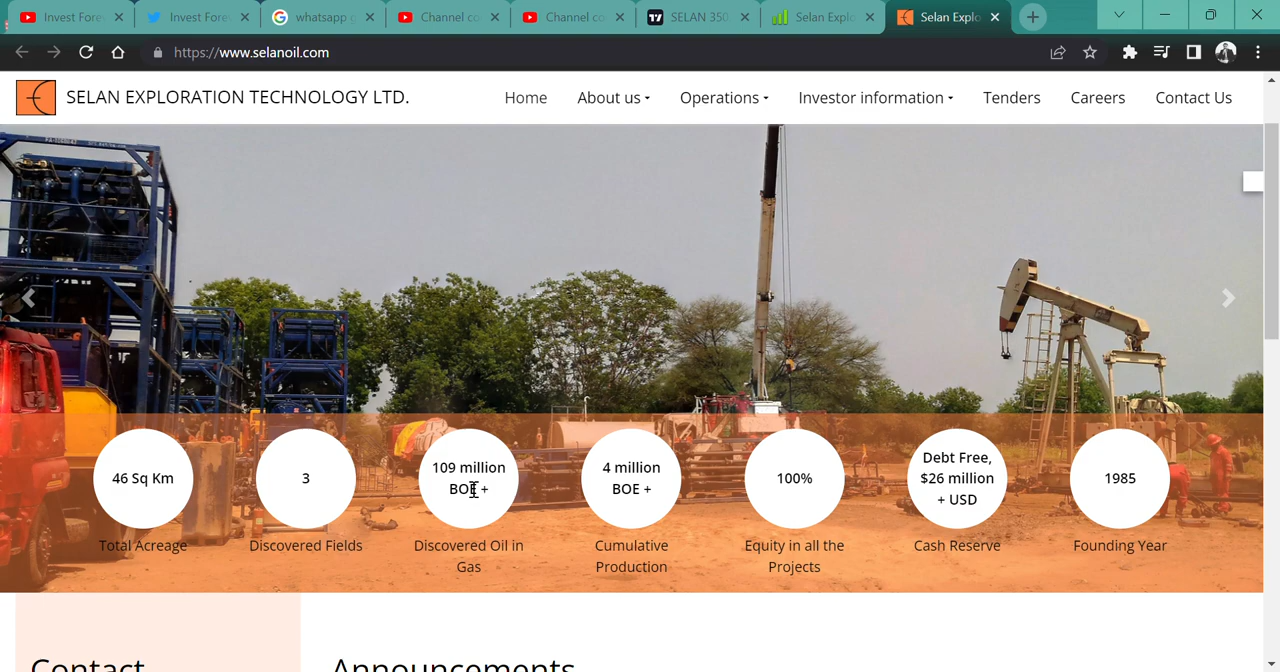 Invest Fore
Invest Fore
whatsapp g
Channel co
Channel co
SELAN 350
Selan Explo
Selan Explo
https://www.selanoil.com
SELAN EXPLORATION TECHNOLOGY LTD.
Home
About us
Operations
Investor information
Tenders
Careers
Contact Us
46 Sq Km
Total Acreage
3
Discovered Fields
109 million
BOE +
Discovered Oil in
Gas
4 million
BOE +
Cumulative
Production
100%
Equity in all the
Projects
Debt Free,
$26 million
+ USD
Cash Reserve
1985
Founding Year
Contact
Announcements